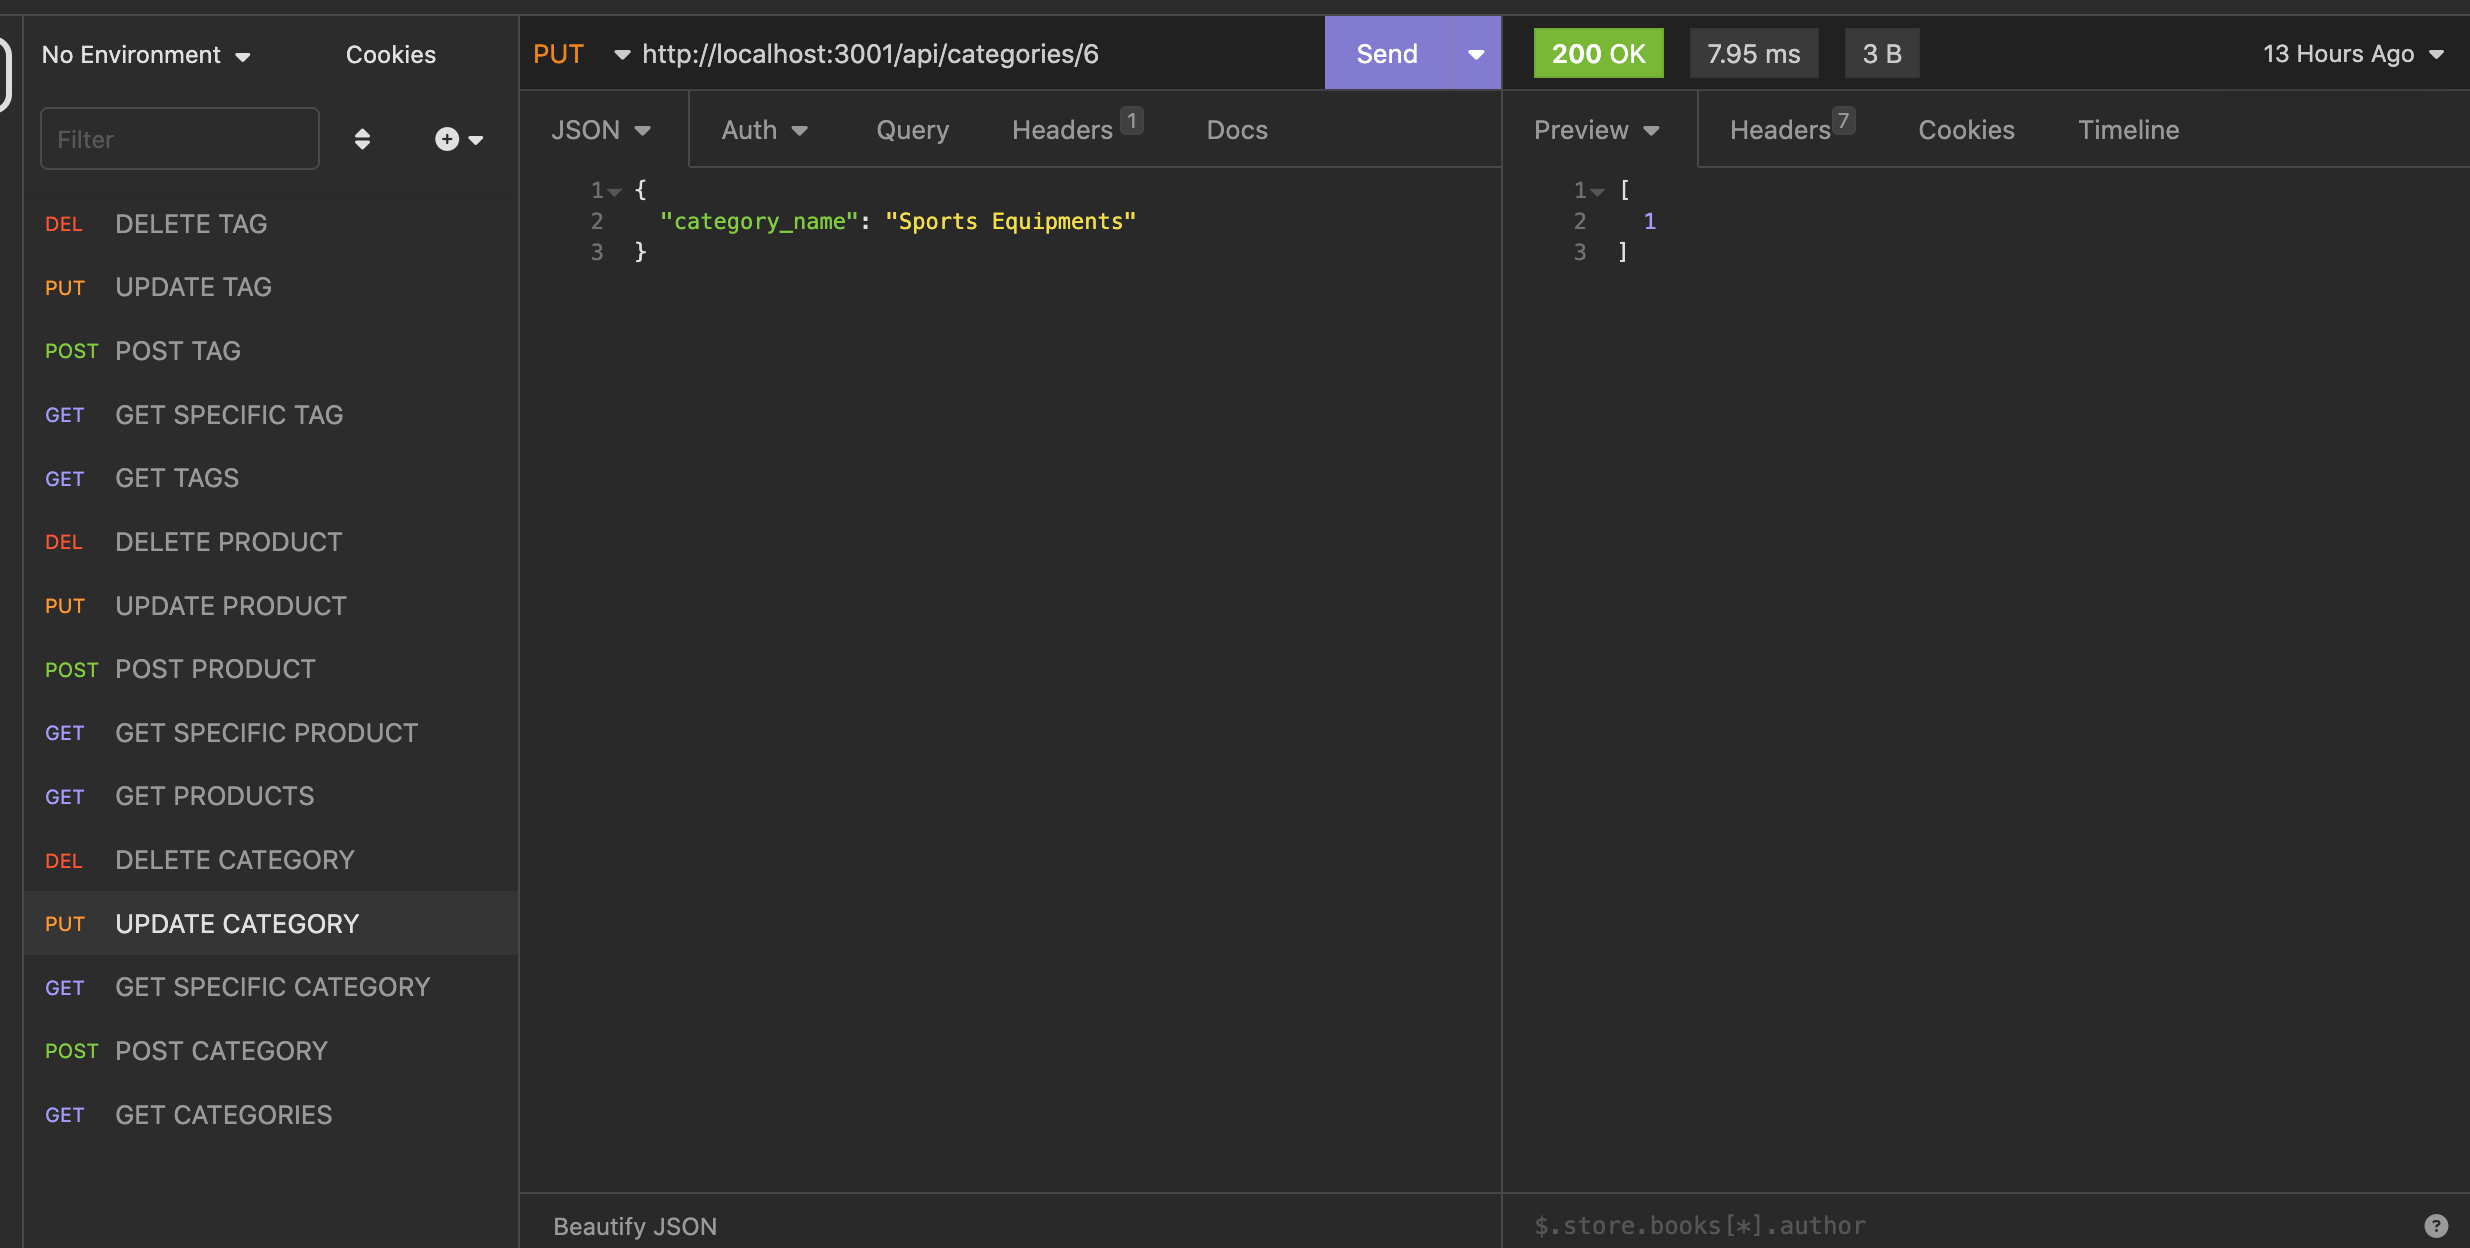 No Environment Cookies
Filter
DEL DELETE TAG
PUT UPDATE TAG
POST POST TAG
GET GET SPECIFIC TAG
GET GET TAGS
DEL DELETE PRODUCT
PUT UPDATE PRODUCT
POST POST PRODUCT
GET GET SPECIFIC PRODUCT
GET GET PRODUCTS
DEL DELETE CATEGORY
PUT UPDATE CATEGORY
GET GET SPECIFIC CATEGORY
POST POST CATEGORY
GET GET CATEGORIES
PUT http://localhost:3001/api/categories/6 Send
JSON Auth Query Headers 1 Docs
1 {
2 "category_name": "Sports Equipments"
3 }
Beautify JSON
200 OK 7.95 ms 3 B 13 Hours Ago
Preview Headers 7 Cookies Timeline
1 [
2 1
3 ]
$.store.books[*].author ?